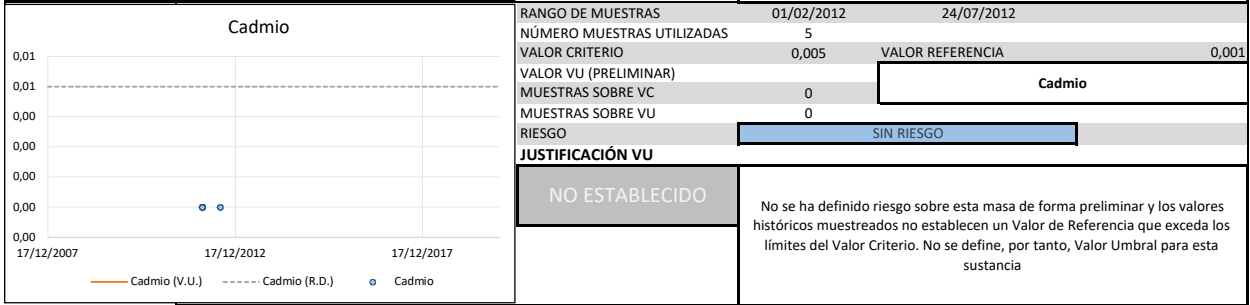 Cadmio
0,01
0,01
0,00
0,00
0,00
0,00
0,00
17/12/2007 17/12/2012 17/12/2017
Cadmio (V.U.) Cadmio (R.D.) Cadmio
RANGO DE MUESTRAS 01/02/2012 24/07/2012
NÚMERO MUESTRAS UTILIZADAS 5
VALOR CRITERIO 0,005 VALOR REFERENCIA 0,001
VALOR VU (PRELIMINAR)
Cadmio
MUESTRAS SOBRE VC 0
MUESTRAS SOBRE VU 0
RIESGO SIN RIESGO
JUSTIFICACIÓN VU
NO ESTABLECIDO
No se ha definido riesgo sobre esta masa de forma preliminar y los valores
históricos muestreados no establecen un Valor de Referencia que exceda los
límites del Valor Criterio. No se define, por tanto, Valor Umbral para esta
sustancia